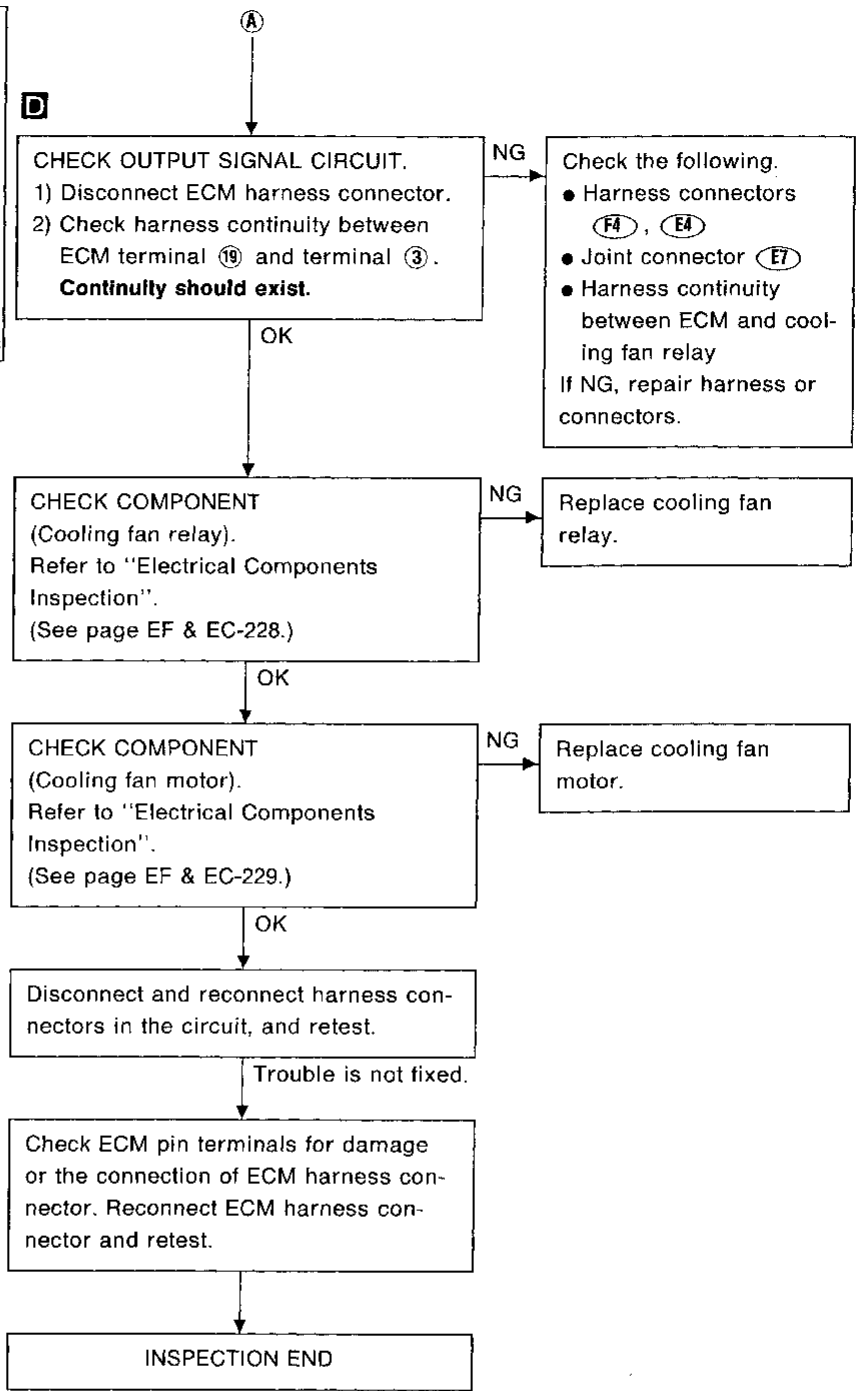 Ⓐ
D
CHECK OUTPUT SIGNAL CIRCUIT.
1) Disconnect ECM harness connector.
2) Check harness continuity between
ECM terminal ⑲ and terminal ③.
Continuity should exist.
NG
Check the following.
● Harness connectors
F4 , E4
● Joint connector E7
● Harness continuity
between ECM and cool-
ing fan relay
If NG, repair harness or
connectors.
OK
CHECK COMPONENT
(Cooling fan relay).
Refer to "Electrical Components
Inspection".
(See page EF & EC-228.)
NG
Replace cooling fan
relay.
OK
CHECK COMPONENT
(Cooling fan motor).
Refer to "Electrical Components
Inspection".
(See page EF & EC-229.)
NG
Replace cooling fan
motor.
OK
Disconnect and reconnect harness con-
nectors in the circuit, and retest.
Trouble is not fixed.
Check ECM pin terminals for damage
or the connection of ECM harness con-
nector. Reconnect ECM harness con-
nector and retest.
INSPECTION END